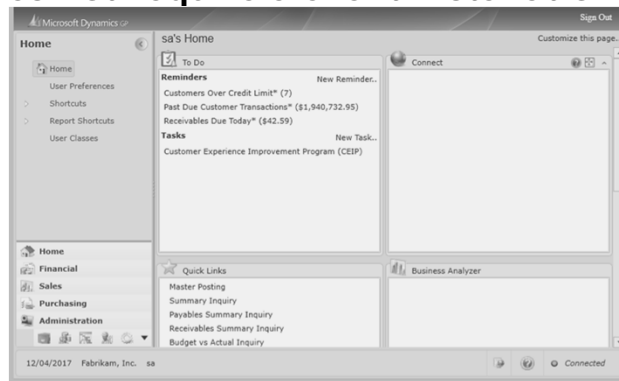 Microsoft Dynamics GP
Sign Out
Home
sa's Home
Customize this page..
Home
User Preferences
Shortcuts
Report Shortcuts
User Classes
To Do
Reminders
New Reminder..
Customers Over Credit Limit* (7)
Past Due Customer Transactions* ($1,940,732.95)
Receivables Due Today* ($42.59)
Tasks
New Task..
Customer Experience Improvement Program (CEIP)
Connect
Home
Financial
Sales
Purchasing
Administration
Quick Links
Master Posting
Summary Inquiry
Payables Summary Inquiry
Receivables Summary Inquiry
Budget vs Actual Inquiry
Business Analyzer
12/04/2017 Fabrikam, Inc. sa
Connected